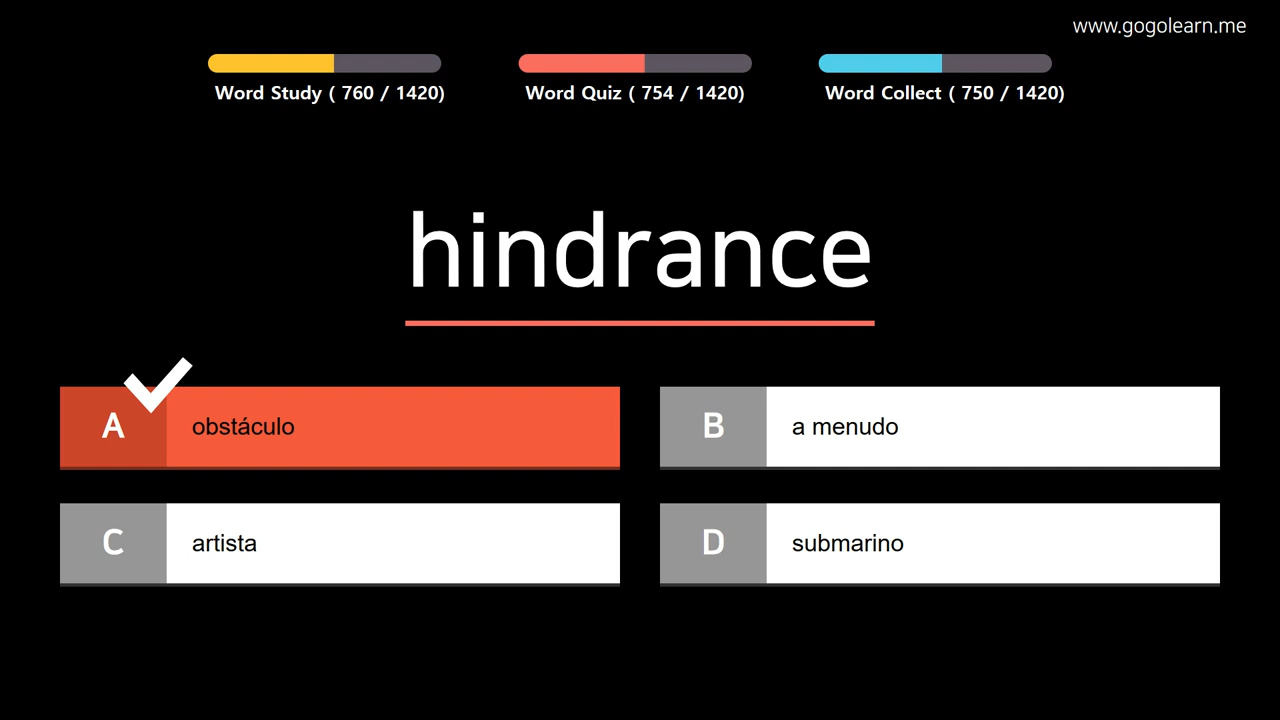 www.gogolearn.me
Word Study ( 760 / 1420)
Word Quiz ( 754 / 1420)
Word Collect ( 750 / 1420)
hindrance
A
obstáculo
B
a menudo
C
artista
D
submarino